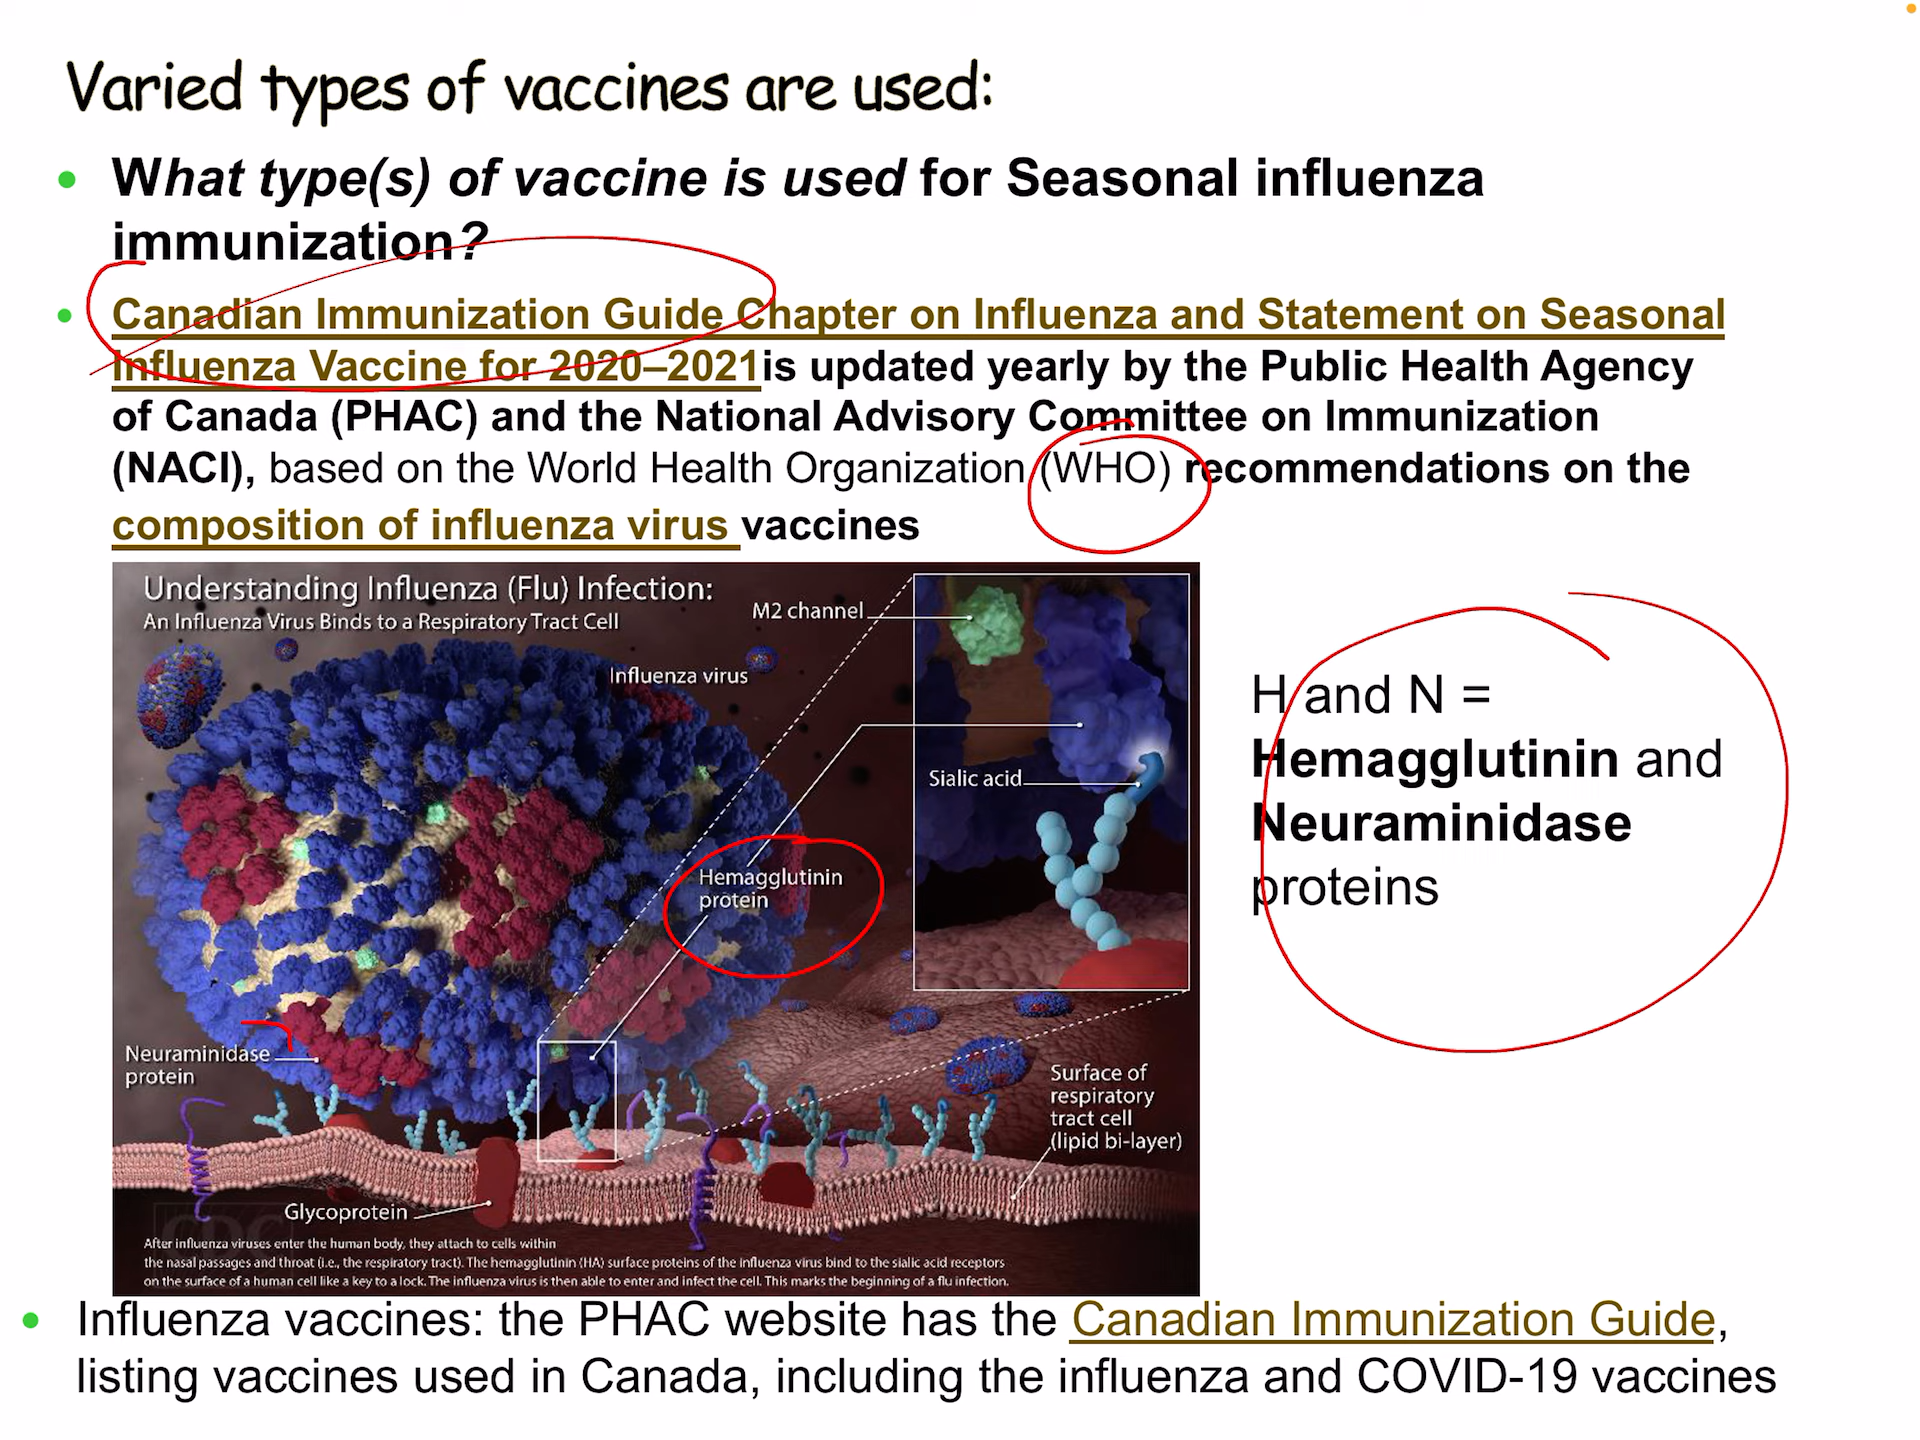 Varied types of vaccines are used:
What type(s) of vaccine is used for Seasonal influenza
immunization?
Canadian Immunization Guide Chapter on Influenza and Statement on Seasonal
Influenza Vaccine for 2020–2021is updated yearly by the Public Health Agency
of Canada (PHAC) and the National Advisory Committee on Immunization
(NACI), based on the World Health Organization (WHO) recommendations on the
composition of influenza virus vaccines
Understanding Influenza (Flu) Infection:
An Influenza Virus Binds to a Respiratory Tract Cell
M2 channel
Influenza virus
Sialic acid
Hemagglutinin
protein
Neuraminidase
protein
Surface of
respiratory
tract cell
(lipid bi-layer)
Glycoprotein
CDC
After influenza viruses enter the human body, they attach to cells within
the nasal passages and throat (i.e., the respiratory tract). The hemagglutinin (HA) surface proteins of the influenza virus bind to the sialic acid receptors
on the surface of a human cell like a key to a lock. The influenza virus is then able to enter and infect the cell. This marks the beginning of a flu infection.
H and N =
Hemagglutinin and
Neuraminidase
proteins
Influenza vaccines: the PHAC website has the Canadian Immunization Guide,
listing vaccines used in Canada, including the influenza and COVID-19 vaccines